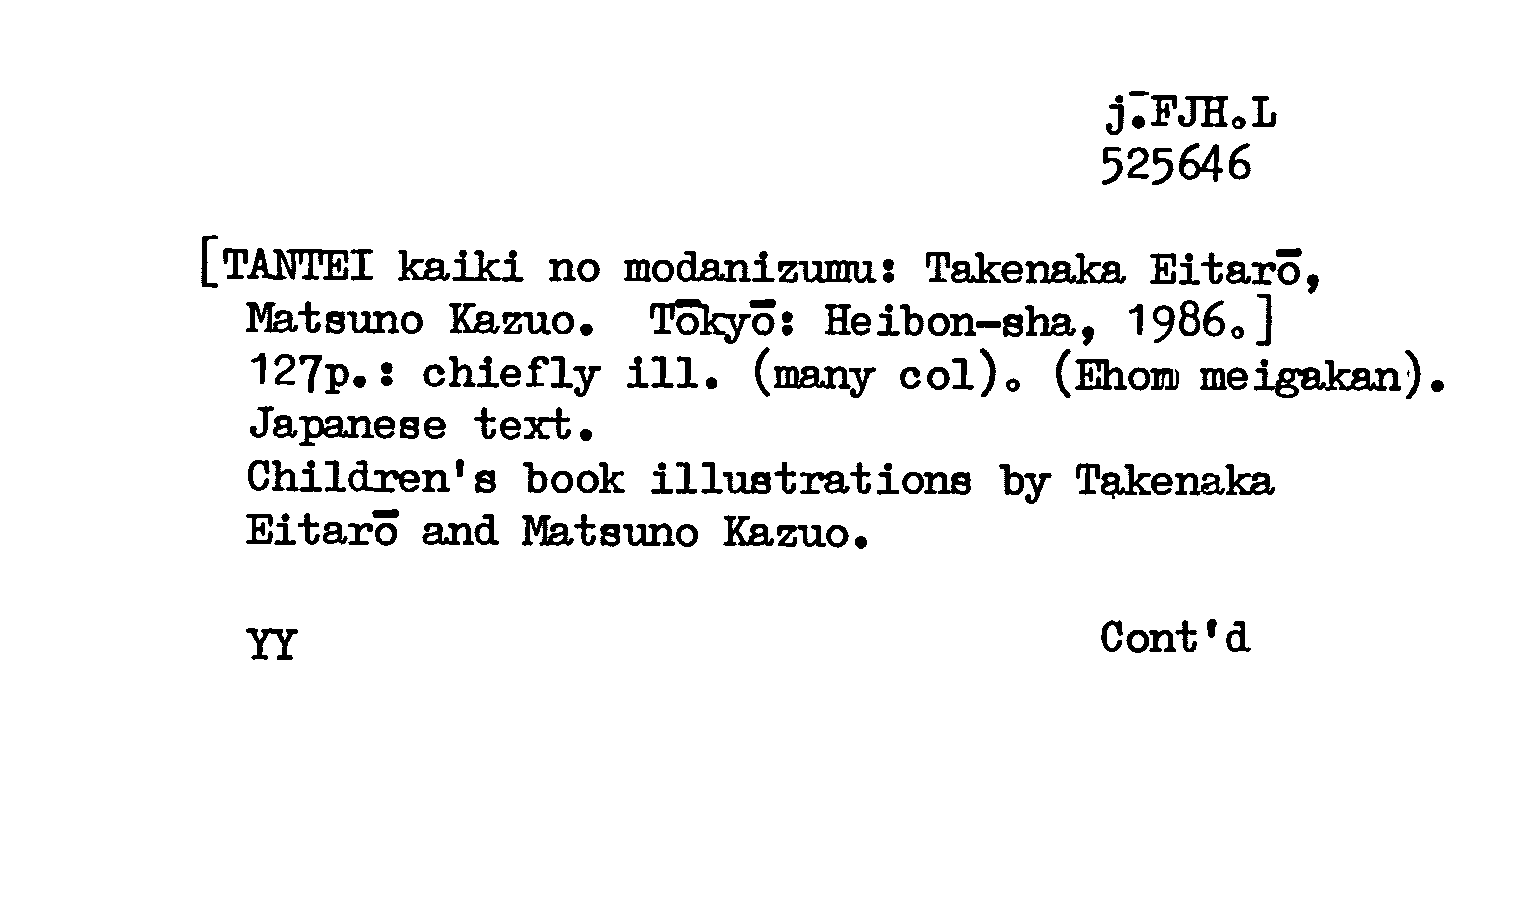 j.FJH.L
525646
[TANTEI kaiki no modanizumu: Takenaka Eitarō,
Matsuno Kazuo. Tōkyō: Heibon-sha, 1986.]
127p.: chiefly ill. (many col). (Ehon meigakan).
Japanese text.
Children's book illustrations by Takenaka
Eitarō and Matsuno Kazuo.
YY Cont'd